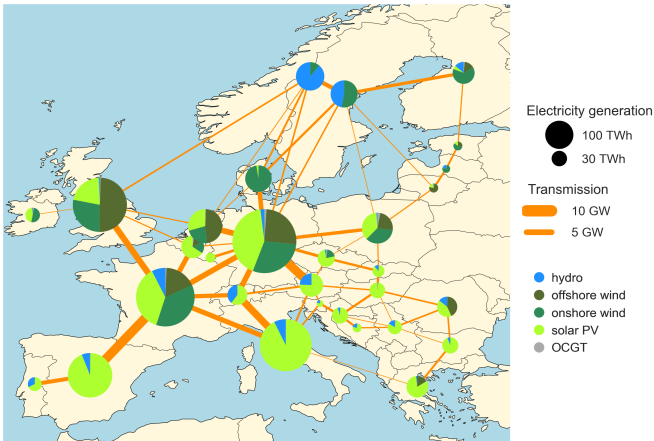 Electricity generation
100 TWh
30 TWh
Transmission
10 GW
5 GW
hydro
offshore wind
onshore wind
solar PV
OCGT